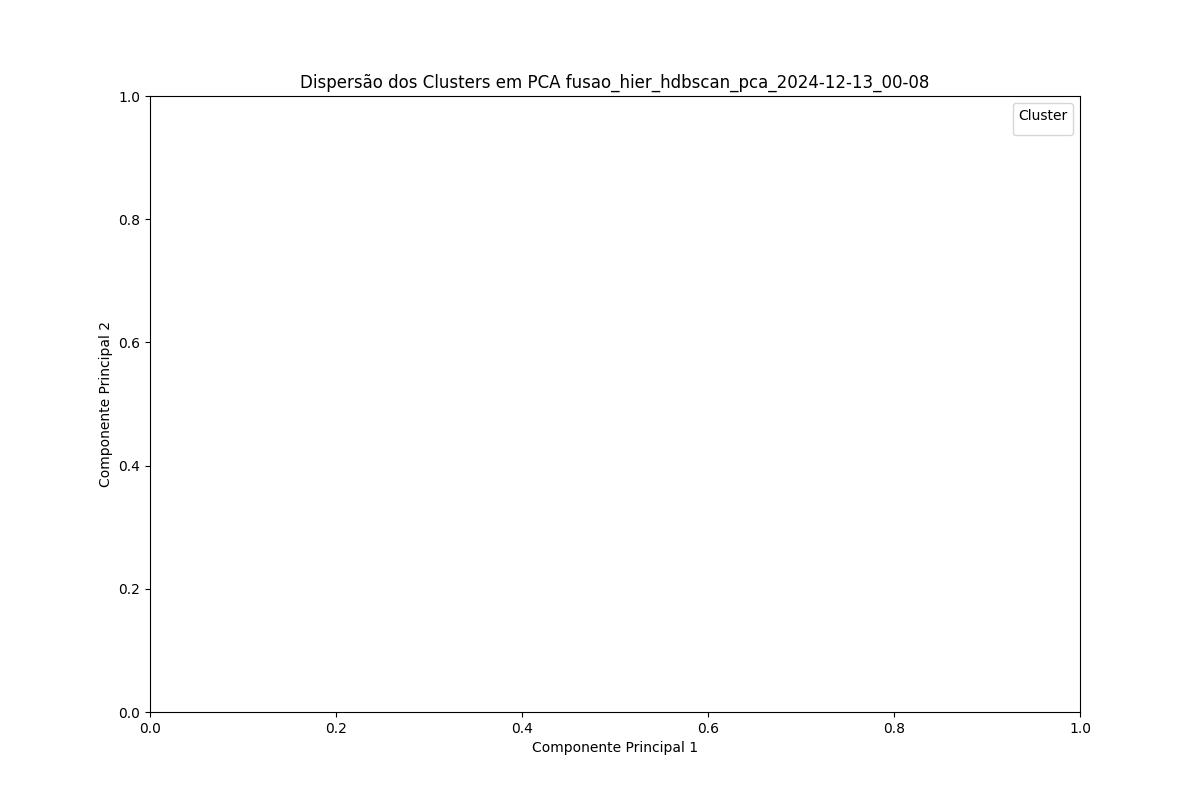 Dispersão dos Clusters em PCA fusao_hier_hdbscan_pca_2024-12-13_00-08
Cluster
Componente Principal 2
1.0
0.8
0.6
0.4
0.2
0.0
0.0 0.2 0.4 0.6 0.8 1.0
Componente Principal 1